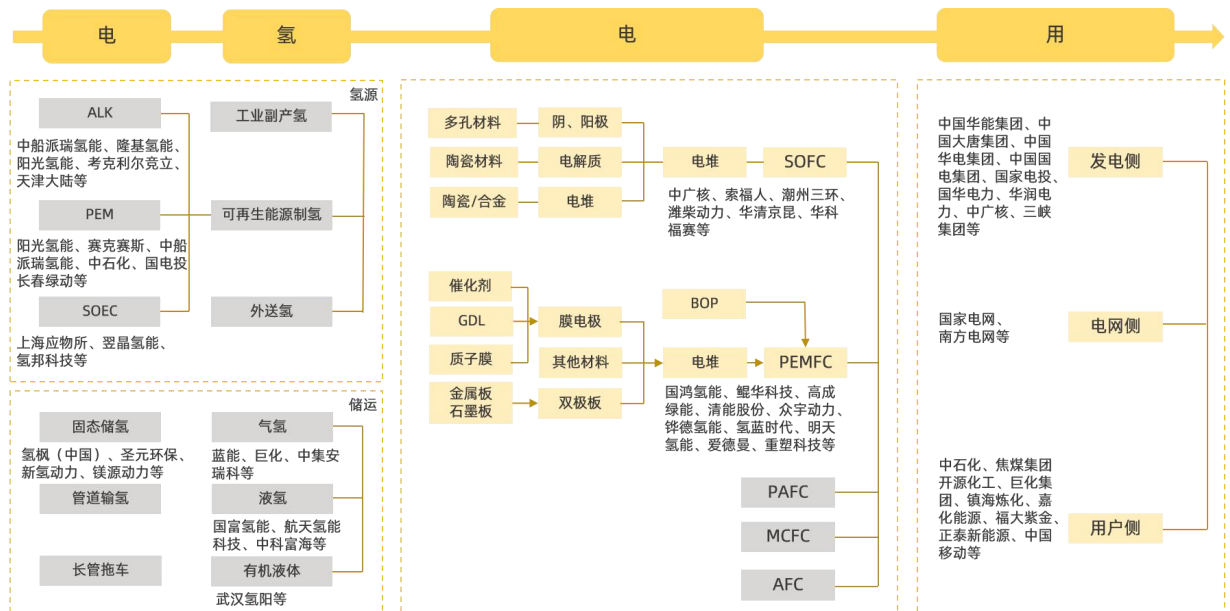 电
氢
电
用
氢源
ALK
中船派瑞氢能、隆基氢能、
阳光氢能、考克利尔竞立、
天津大陆等
PEM
阳光氢能、赛克赛斯、中船
派瑞氢能、中石化、国电投
长春绿动等
SOEC
上海应物所、翌晶氢能、
氢邦科技等
工业副产氢
可再生能源制氢
外送氢
储运
固态储氢
氢枫（中国）、圣元环保、
新氢动力、镁源动力等
管道输氢
长管拖车
气氢
蓝能、巨化、中集安
瑞科等
液氢
国富氢能、航天氢能
科技、中科富海等
有机液体
武汉氢阳等
多孔材料
阴、阳极
陶瓷材料
电解质
陶瓷/合金
电堆
电堆
SOFC
中广核、索福人、潮州三环、
潍柴动力、华清京昆、华科
福赛等
催化剂
GDL
质子膜
金属板
石墨板
膜电极
其他材料
双极板
BOP
电堆
PEMFC
国鸿氢能、鲲华科技、高成
绿能、清能股份、众宇动力、
铧德氢能、氢蓝时代、明天
氢能、爱德曼、重塑科技等
PAFC
MCFC
AFC
中国华能集团、中
国大唐集团、中国
华电集团、中国国
电集团、国家电投、
国华电力、华润电
力、中广核、三峡
集团等
发电侧
国家电网、
南方电网等
电网侧
中石化、焦煤集团
开源化工、巨化集
团、镇海炼化、嘉
化能源、福大紫金、
正泰新能源、中国
移动等
用户侧